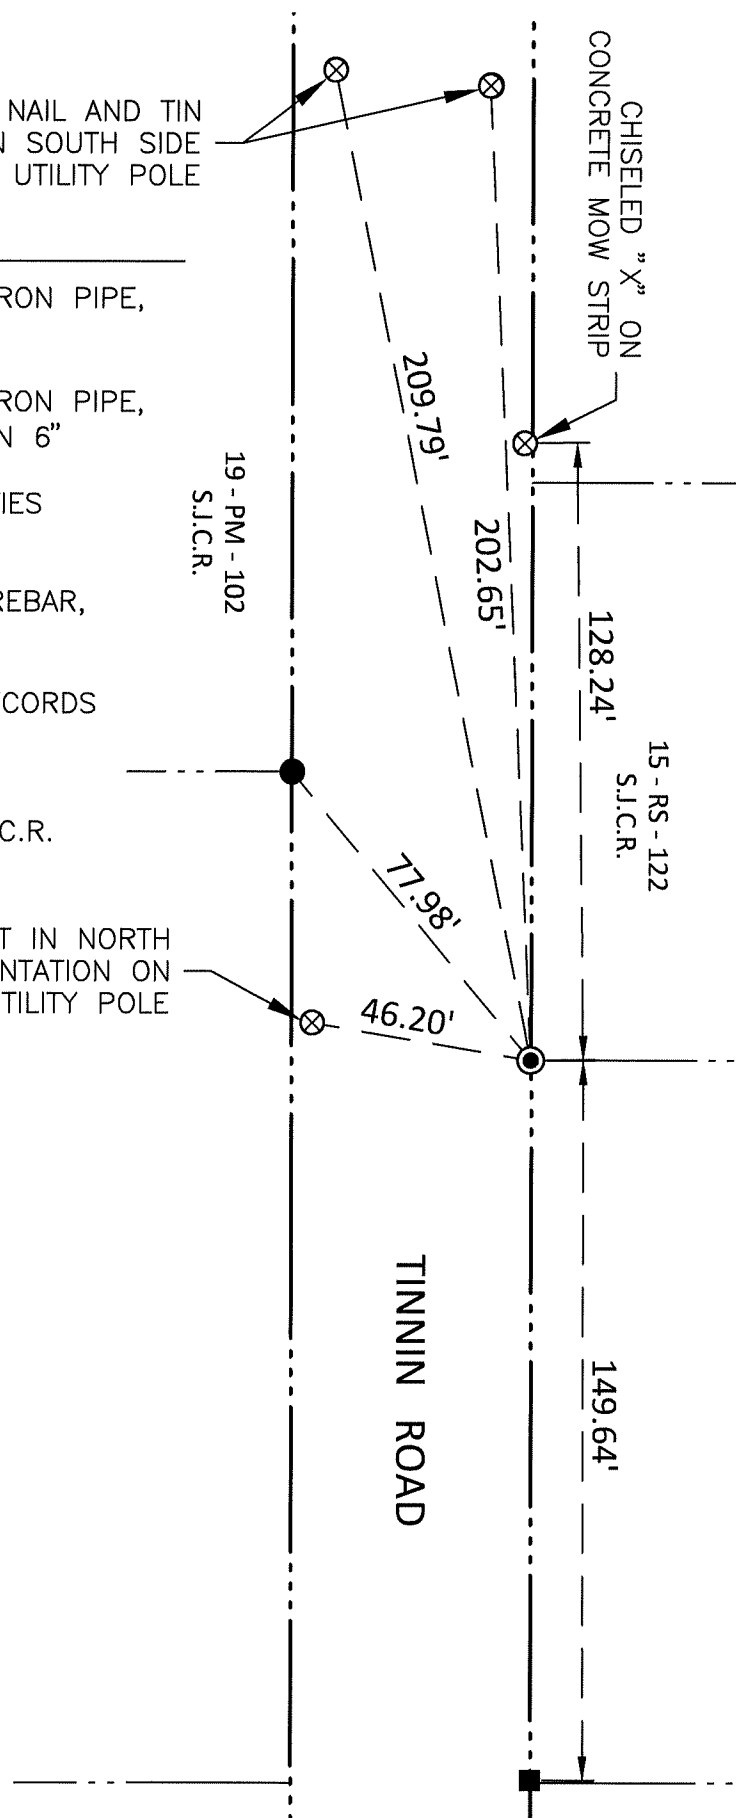 NAIL AND TIN
N SOUTH SIDE
UTILITY POLE
CHISELED "X" ON
CONCRETE MOW STRIP
RON PIPE,
RON PIPE,
N 6"
TIES
REBAR,
CORDS
C.R.
19 - PM - 102
S.J.C.R.
209.79'
202.65'
128.24'
15 - RS - 122
S.J.C.R.
77.98'
T IN NORTH
NTATION ON
UTILITY POLE
46.20'
TINNIN ROAD
149.64'